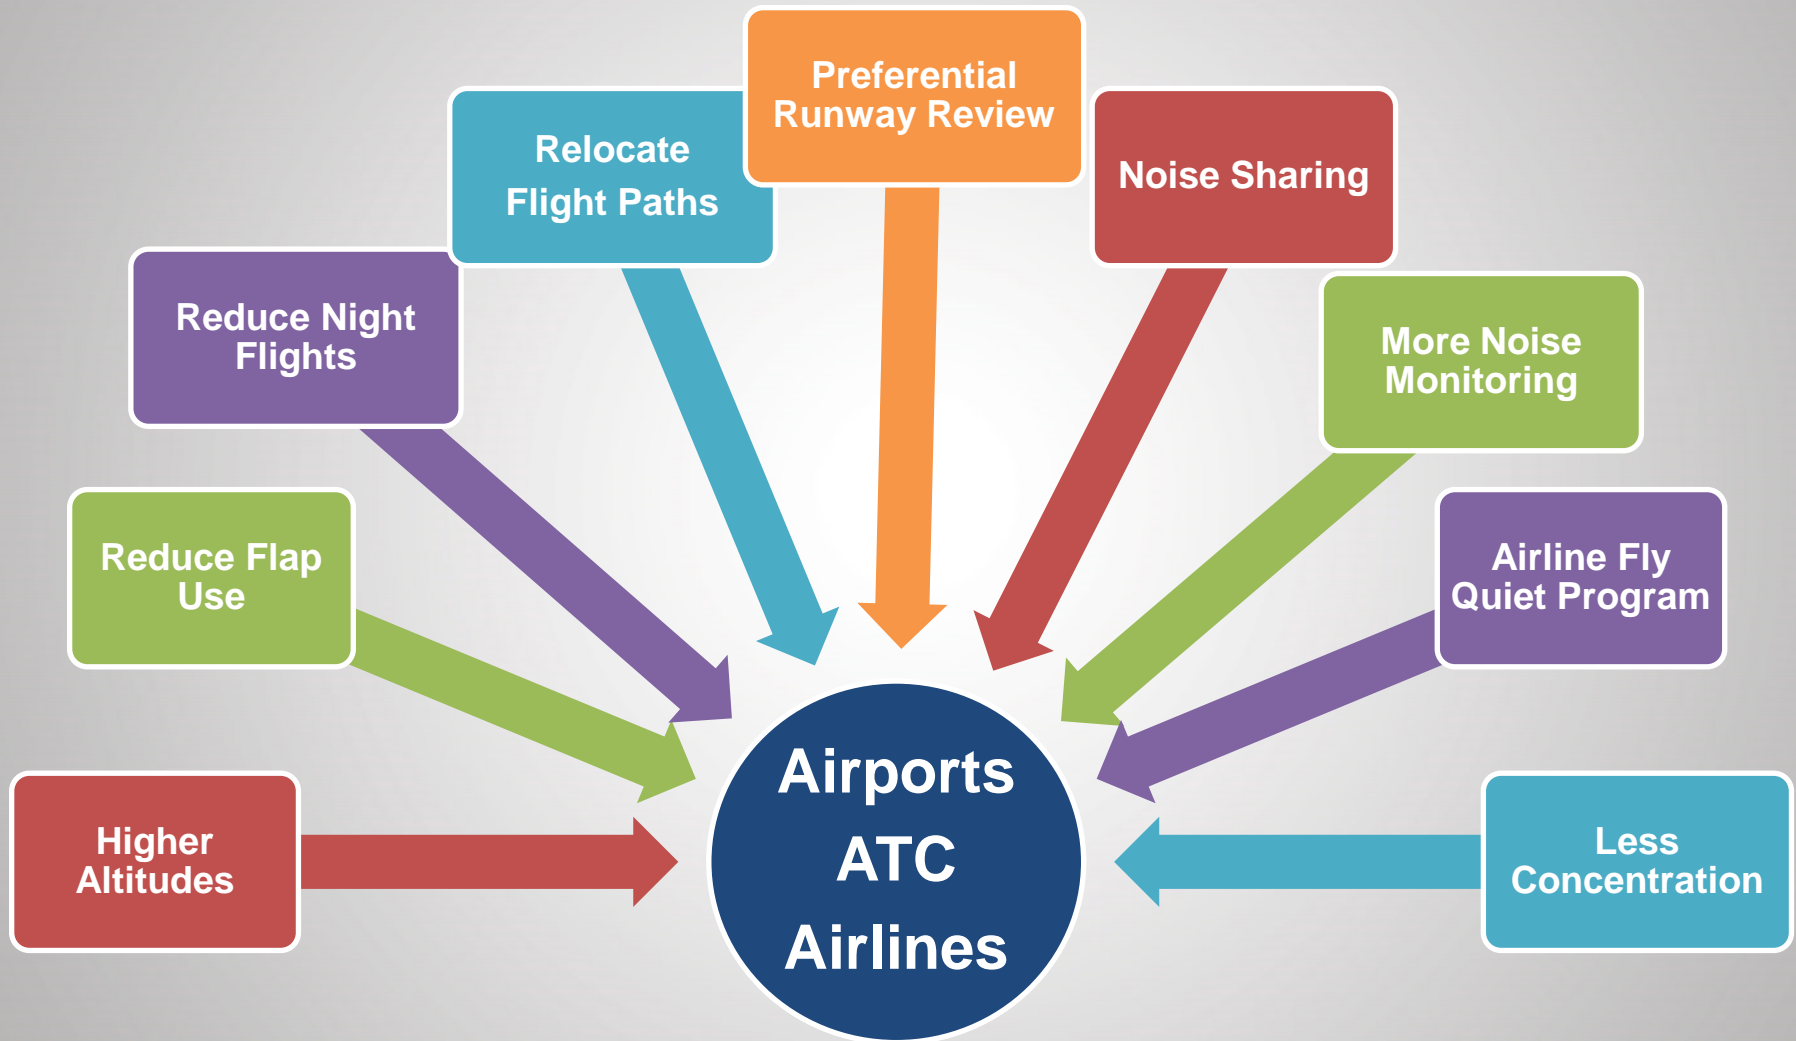 Preferential
Runway Review
Relocate
Flight Paths
Noise Sharing
Reduce Night
Flights
More Noise
Monitoring
Reduce Flap
Use
Airline Fly
Quiet Program
Higher
Altitudes
Airports
ATC
Airlines
Less
Concentration